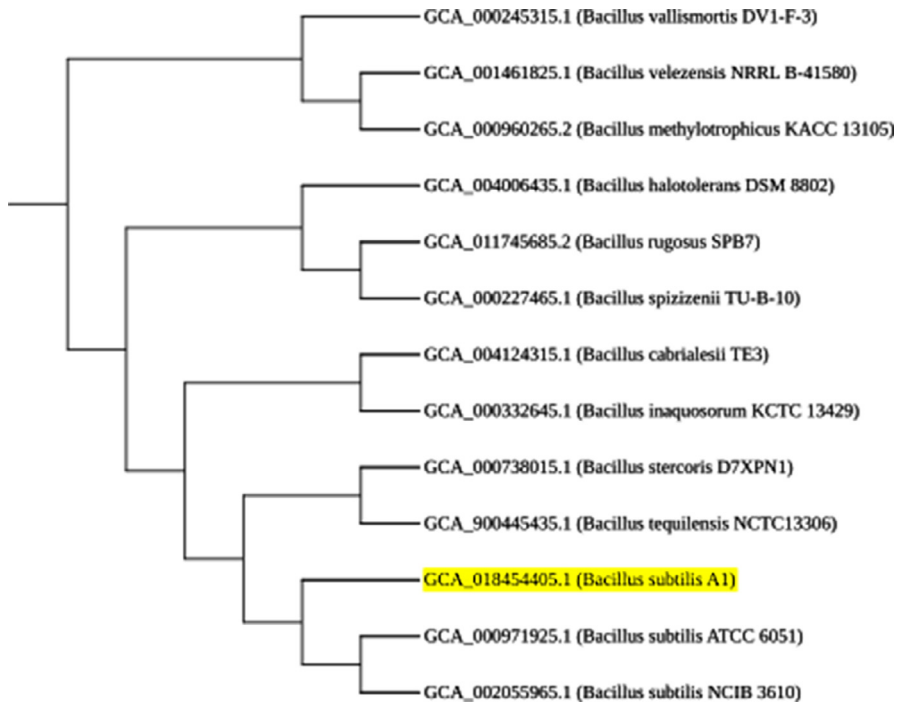 GCA_000245315.1 (Bacillus vallismortis DV1-F-3)
GCA_001461825.1 (Bacillus velezensis NRRL B-41580)
GCA_000960265.2 (Bacillus methylotrophicus KACC 13105)
GCA_004006435.1 (Bacillus halotolerans DSM 8802)
GCA_011745685.2 (Bacillus rugosus SPB7)
GCA_000227465.1 (Bacillus spizizenii TU-B-10)
GCA_004124315.1 (Bacillus cabrialesii TE3)
GCA_000332645.1 (Bacillus inaquosorum KCTC 13429)
GCA_000738015.1 (Bacillus stercoris D7XPN1)
GCA_900445435.1 (Bacillus tequilensis NCTC13306)
GCA_018454405.1 (Bacillus subtilis A1)
GCA_000971925.1 (Bacillus subtilis ATCC 6051)
GCA_002055965.1 (Bacillus subtilis NCIB 3610)